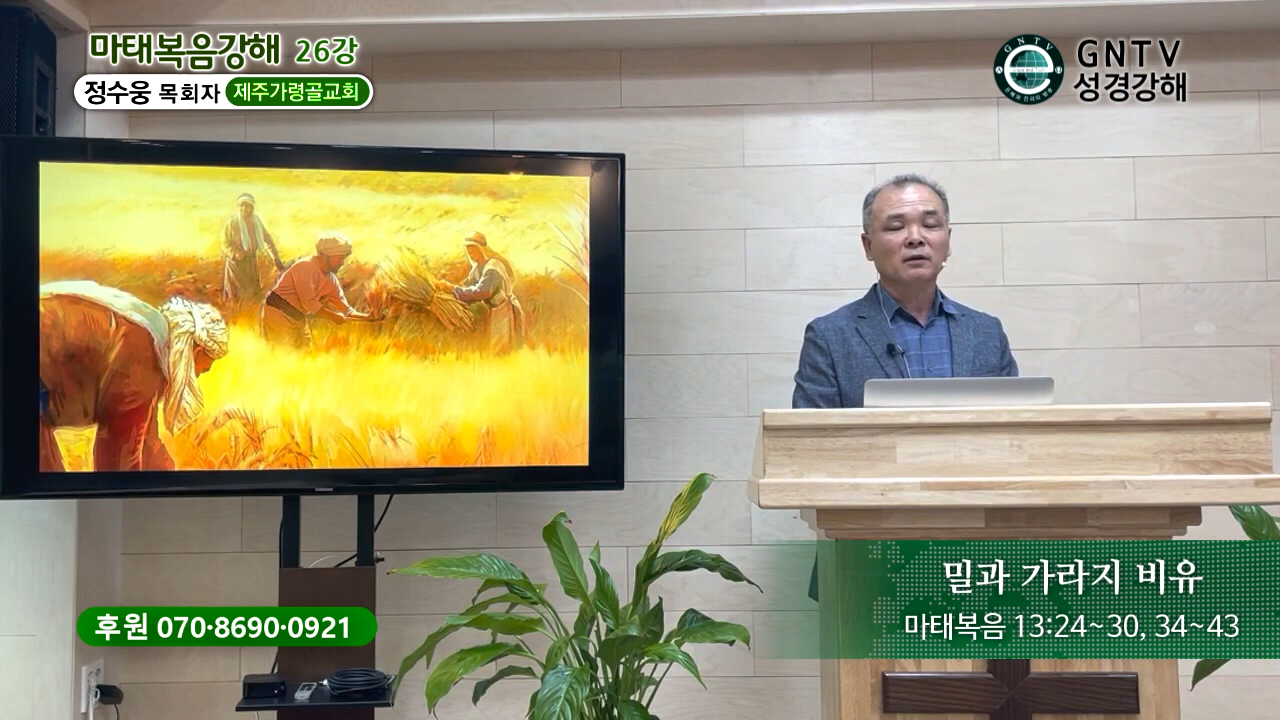 마태복음강해 26강
정수웅 목회자 제주가령골교회
GNTV
성경강해
GNTV
밀과 가라지 비유
마태복음 13:24~30, 34~43
후원 070·8690·0921